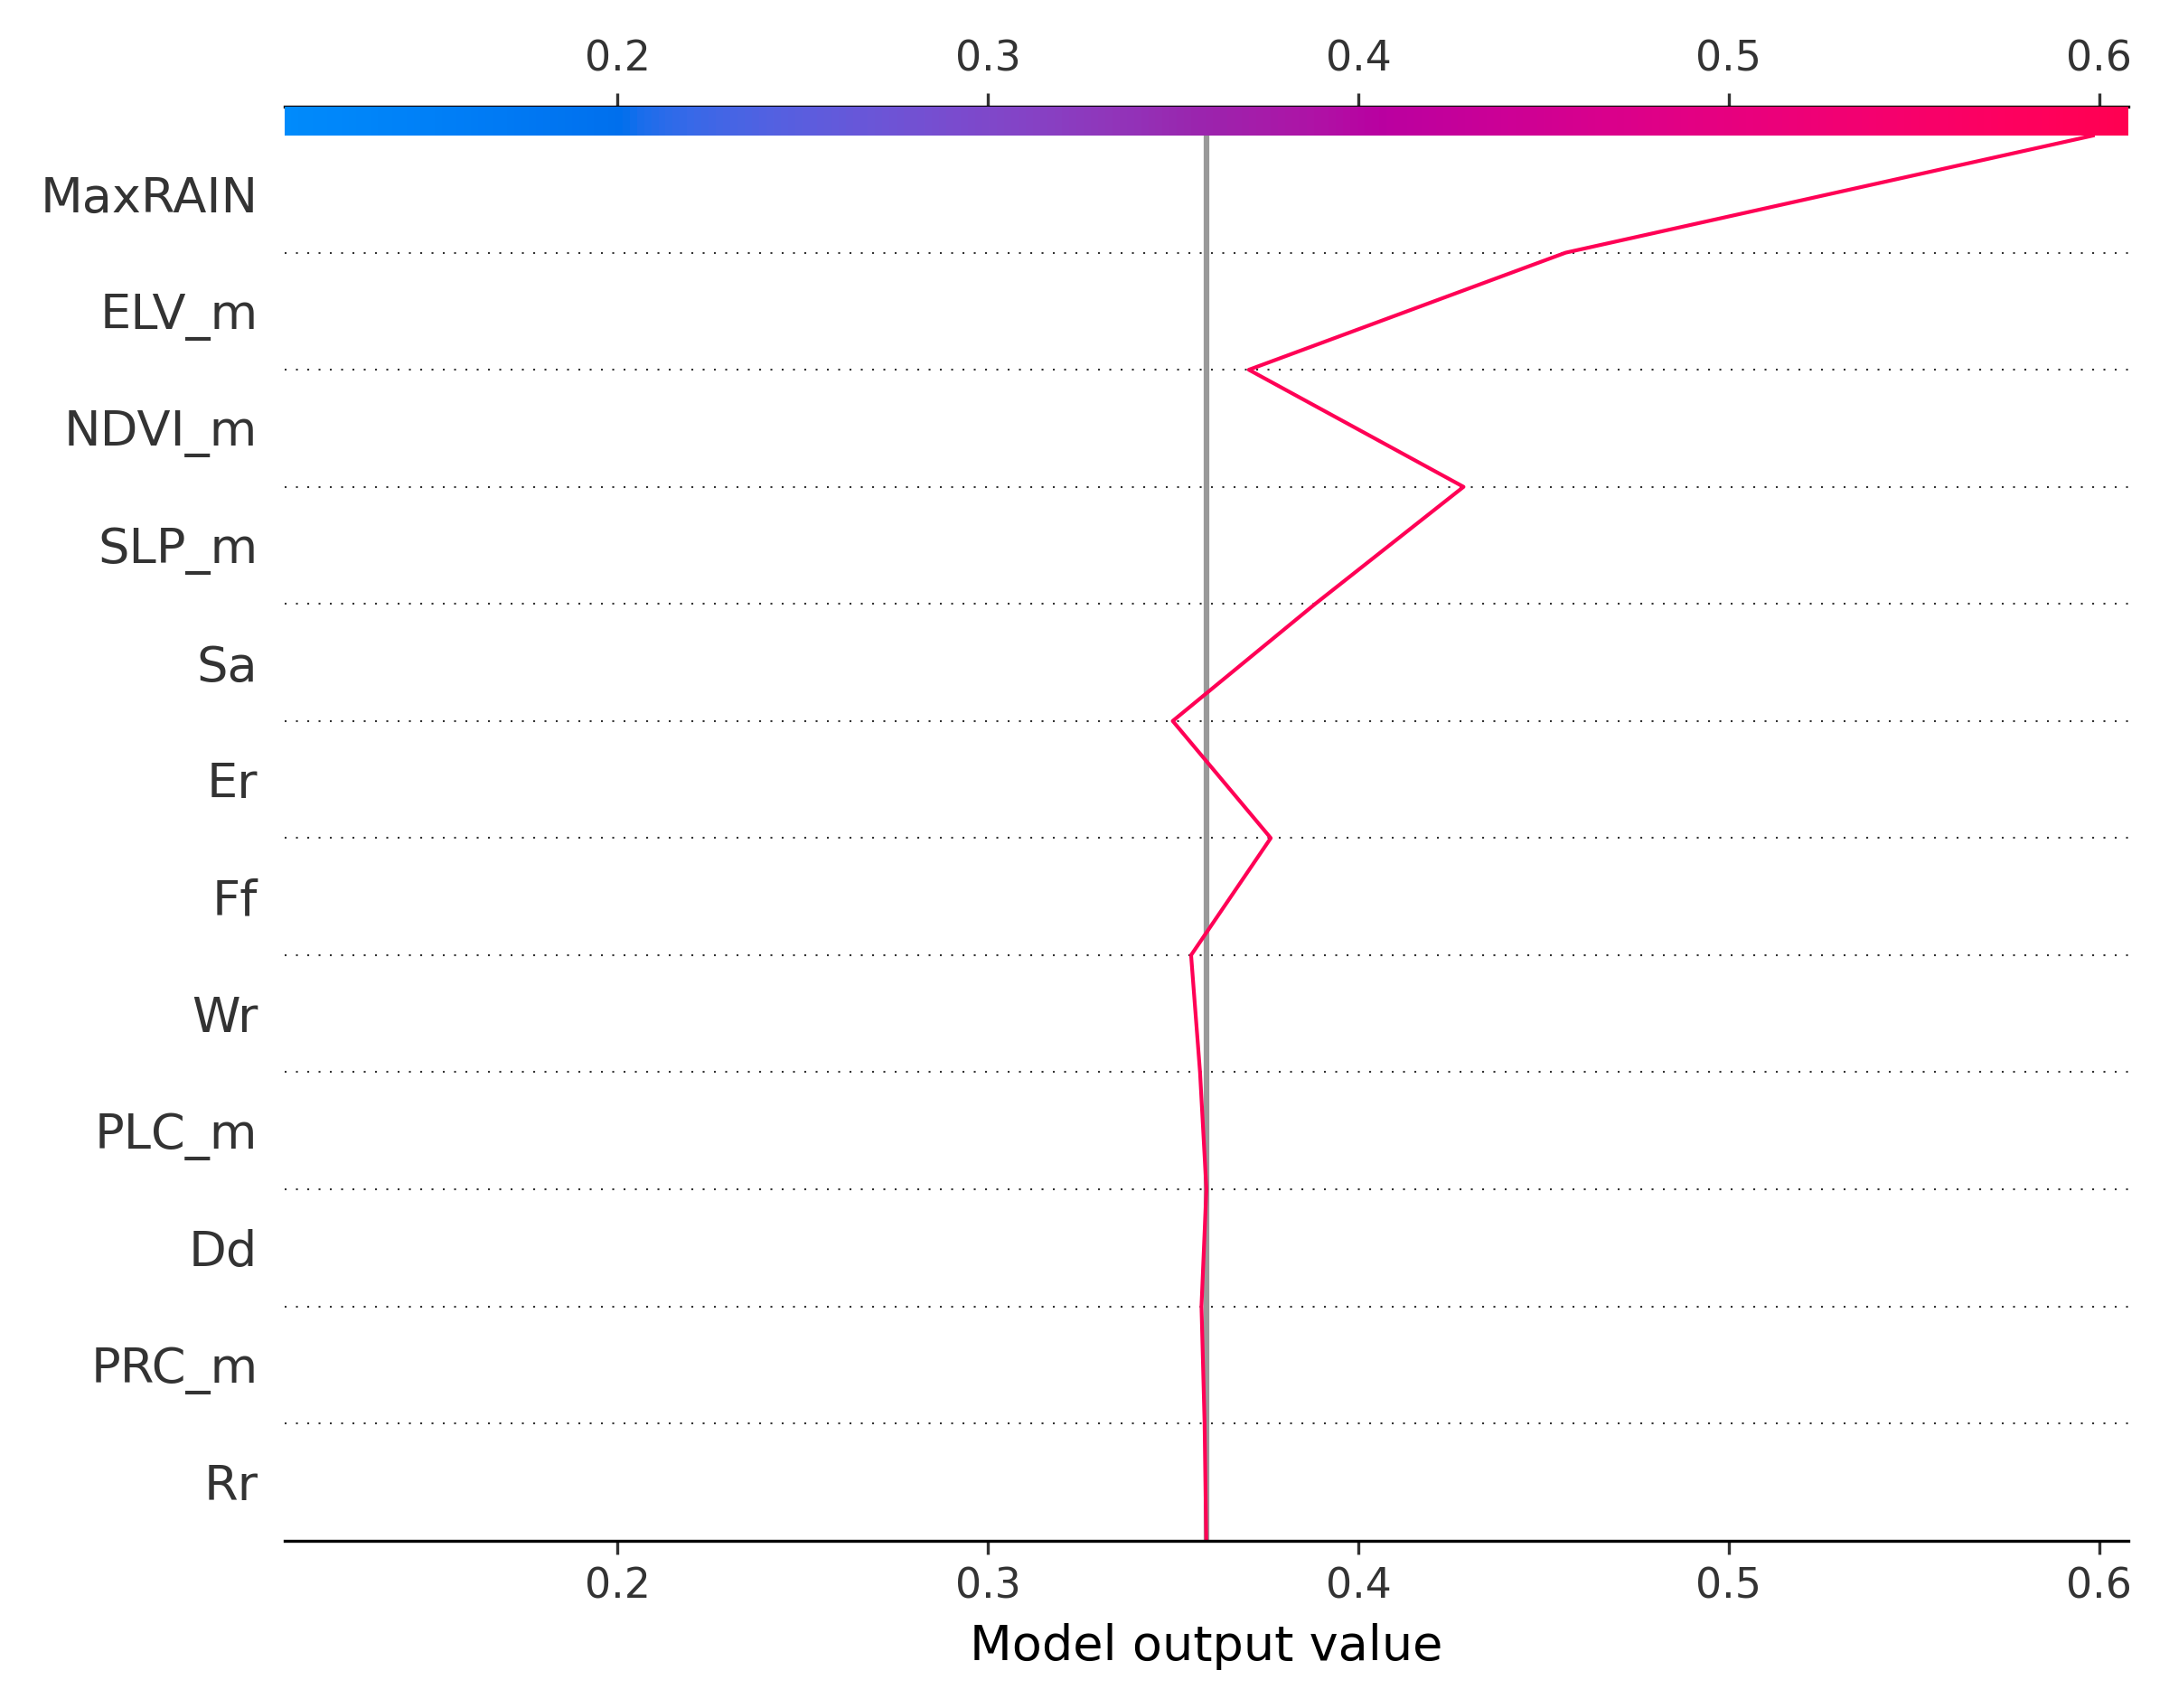 0.2 0.3 0.4 0.5 0.6
MaxRAIN
ELV_m
NDVI_m
SLP_m
Sa
Er
Ff
Wr
PLC_m
Dd
PRC_m
Rr
0.2 0.3 0.4 0.5 0.6
Model output value